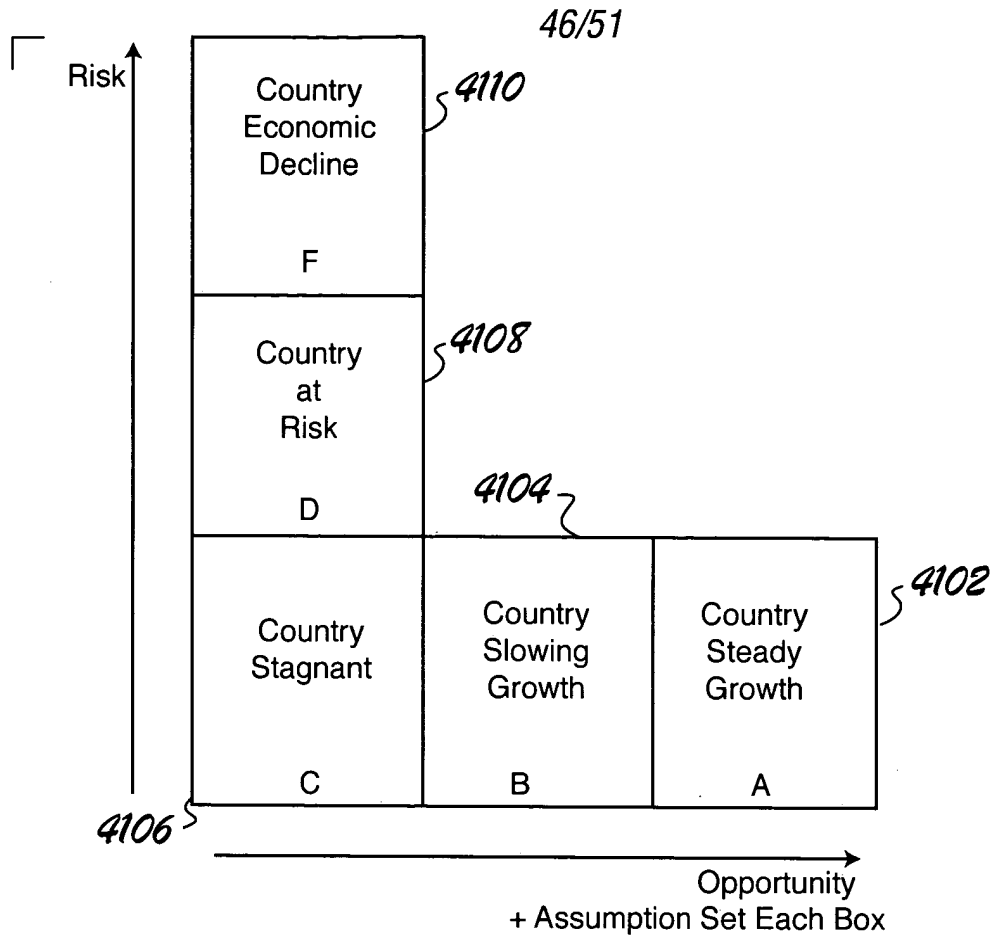 46/51
Risk
Country
Economic
Decline
F
4110
Country
at
Risk
D
4108
4104
Country
Stagnant
C
Country
Slowing
Growth
B
Country
Steady
Growth
A
4102
4106
Opportunity
+ Assumption Set Each Box